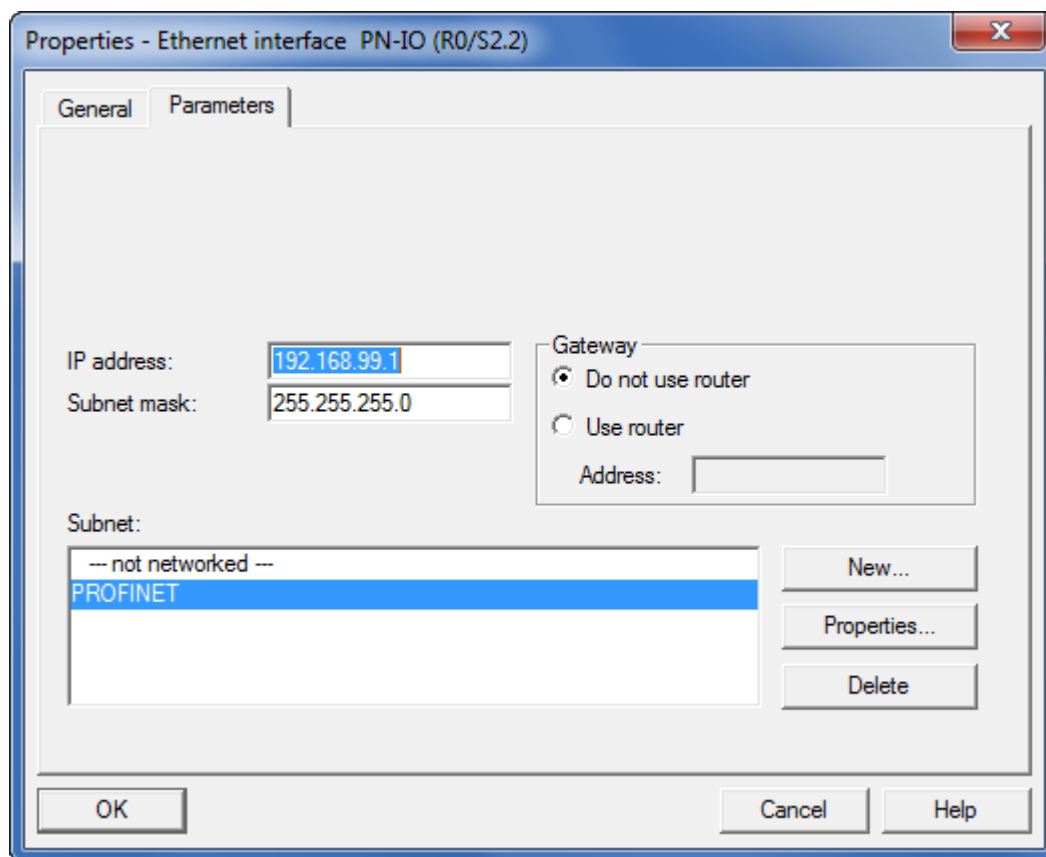 Properties - Ethernet interface  PN-IO (R0/S2.2)
x
General
Parameters
IP address:
192.168.99.1
Subnet mask:
255.255.255.0
Gateway
Do not use router
Use router
Address:
Subnet:
--- not networked ---
PROFINET
New...
Properties...
Delete
OK
Cancel
Help